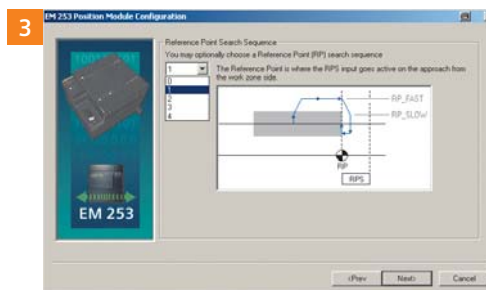 3
EM 253 Position Module Configuration
Reference Point Search Sequence
You may optionally choose a Reference Point (RP) search sequence
1
The Reference Point is where the RPS input goes active on the approach from
the work zone side.
0
1
2
3
4
RP_FAST
RP_SLOW
RP
RPS
EM 253
<Prev
Next>
Cancel